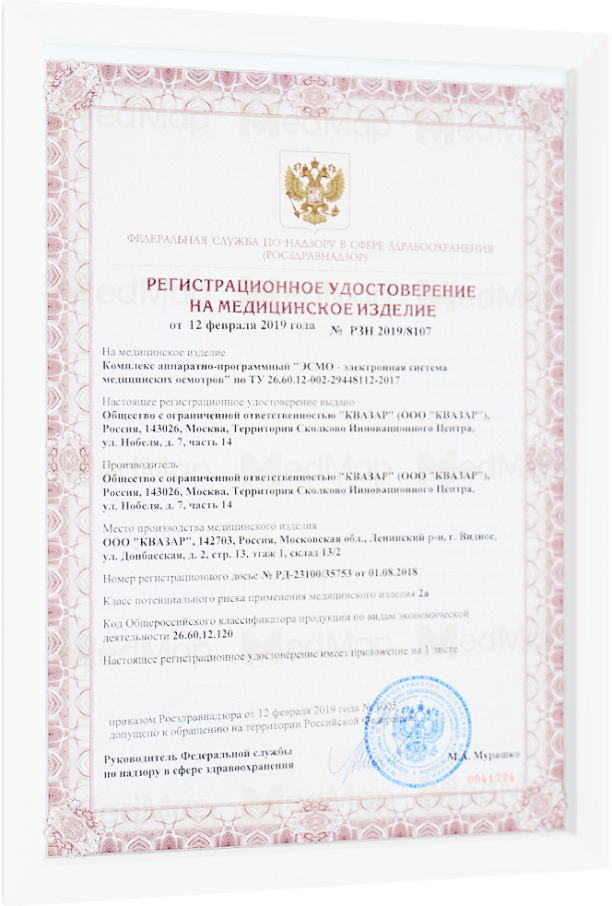 ФЕДЕРАЛЬНАЯ СЛУЖБА ПО НАДЗОРУ В СФЕРЕ ЗДРАВООХРАНЕНИЯ
(РОСЗДРАВНАДЗОР)
РЕГИСТРАЦИОННОЕ УДОСТОВЕРЕНИЕ
НА МЕДИЦИНСКОЕ ИЗДЕЛИЕ
от 12 февраля 2019 года № РЗН 2019/8107
На медицинское изделие
Комплекс аппаратно-программный "ЭСМО - электронная система
медицинских осмотров" по ТУ 26.60.12-002-29448112-2017
Настоящее регистрационное удостоверение выдано
Общество с ограниченной ответственностью "КВАЗАР" (ООО "КВАЗАР"),
Россия, 143026, Москва, Территория Сколково Инновационного Центра,
ул. Нобеля, д. 7, часть 14
Производитель
Общество с ограниченной ответственностью "КВАЗАР" (ООО "КВАЗАР"),
Россия, 143026, Москва, Территория Сколково Инновационного Центра,
ул. Нобеля, д. 7, часть 14
Место производства медицинского изделия
ООО "КВАЗАР", 142703, Россия, Московская обл., Ленинский р-н, г. Видное,
ул. Донбасская, д. 2, стр. 13, этаж 1, склад 13/2
Номер регистрационного досье № РД-23100/35753 от 01.08.2018
Класс потенциального риска применения медицинского изделия 2а
Код Общероссийского классификатора продукции по видам экономической
деятельности 26.60.12.120
Настоящее регистрационное удостоверение имеет приложение на 1 листе
приказом Росздравнадзора от 12 февраля 2019 года № 1005
допущено к обращению на территории Российской Федерации.
Руководитель Федеральной службы
по надзору в сфере здравоохранения
М.А. Мурашко
0041774
MedMap